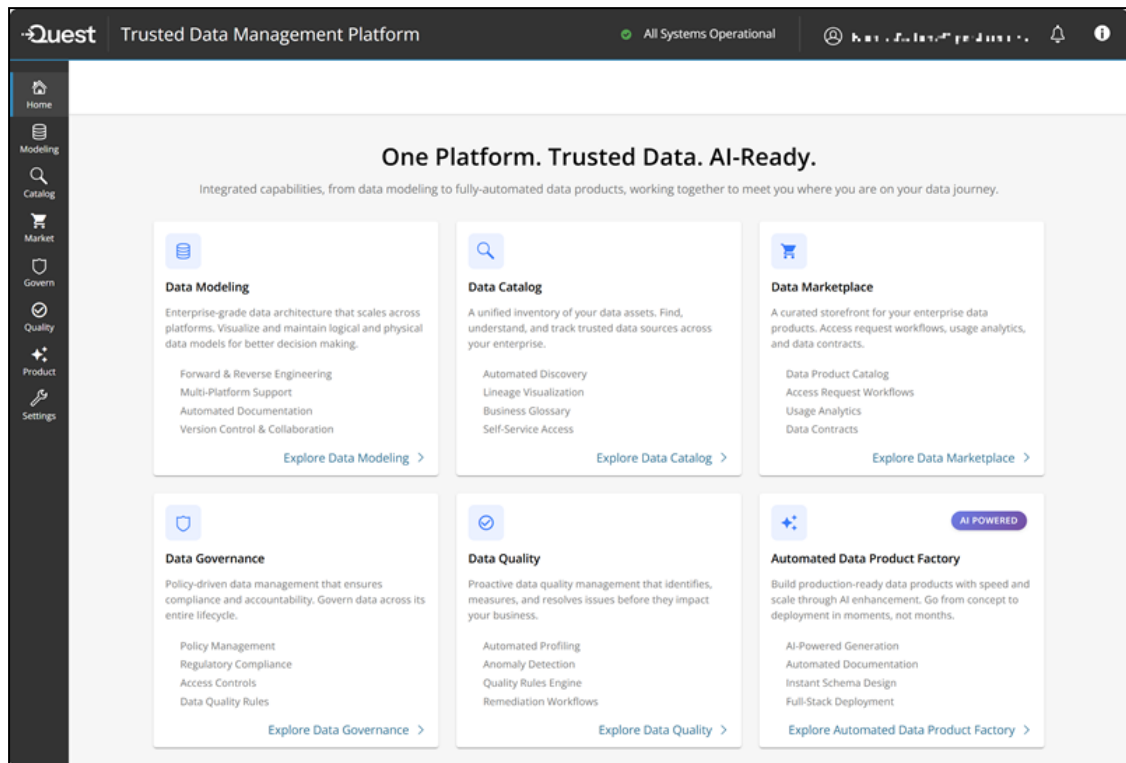 Quest
Trusted Data Management Platform
All Systems Operational
Home
Modeling
Catalog
Market
Govern
Quality
Product
Settings
One Platform. Trusted Data. AI-Ready.
Integrated capabilities, from data modeling to fully-automated data products, working together to meet you where you are on your data journey.
Data Modeling
Enterprise-grade data architecture that scales across
platforms. Visualize and maintain logical and physical
data models for better decision making.
Forward & Reverse Engineering
Multi-Platform Support
Automated Documentation
Version Control & Collaboration
Explore Data Modeling >
Data Catalog
A unified inventory of your data assets. Find,
understand, and track trusted data sources across
your enterprise.
Automated Discovery
Lineage Visualization
Business Glossary
Self-Service Access
Explore Data Catalog >
Data Marketplace
A curated storefront for your enterprise data
products. Access request workflows, usage analytics,
and data contracts.
Data Product Catalog
Access Request Workflows
Usage Analytics
Data Contracts
Explore Data Marketplace >
Data Governance
Policy-driven data management that ensures
compliance and accountability. Govern data across its
entire lifecycle.
Policy Management
Regulatory Compliance
Access Controls
Data Quality Rules
Explore Data Governance >
Data Quality
Proactive data quality management that identifies,
measures, and resolves issues before they impact
your business.
Automated Profiling
Anomaly Detection
Quality Rules Engine
Remediation Workflows
Explore Data Quality >
AI POWERED
Automated Data Product Factory
Build production-ready data products with speed and
scale through AI enhancement. Go from concept to
deployment in moments, not months.
AI-Powered Generation
Automated Documentation
Instant Schema Design
Full-Stack Deployment
Explore Automated Data Product Factory >